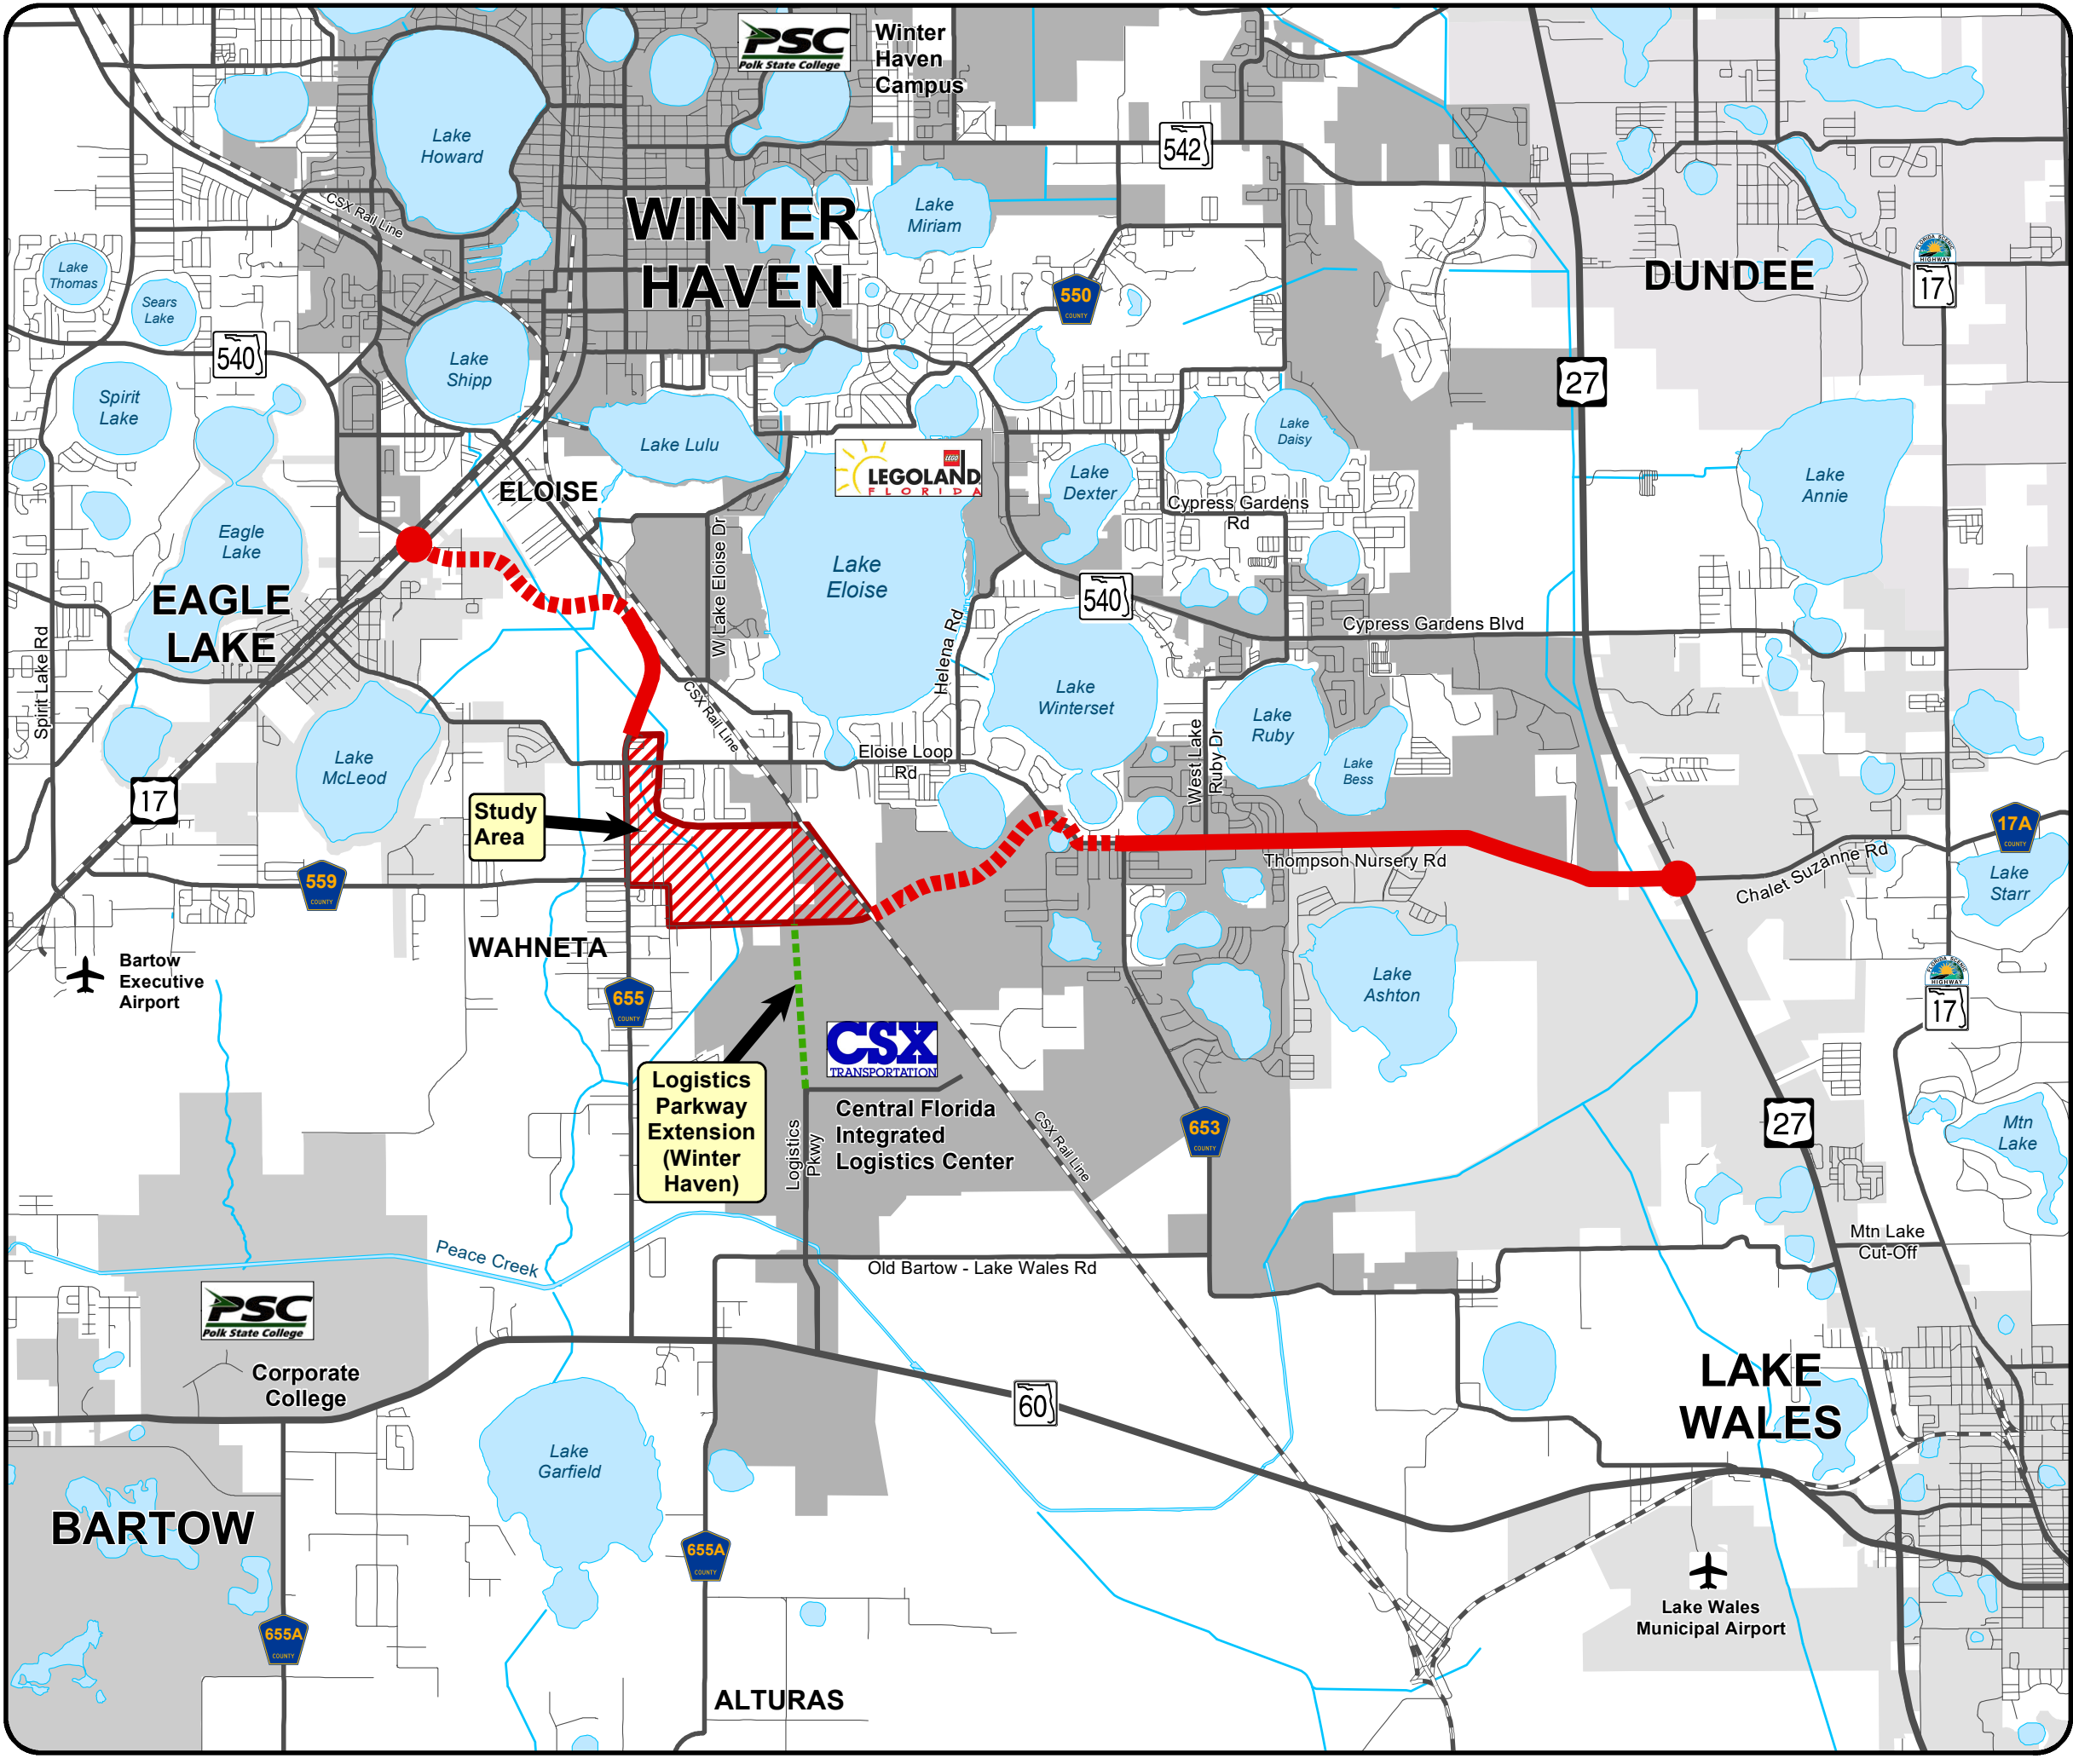 PSC
Polk State College
Winter
Haven
Campus
Lake
Howard
542
CSX Rail Line
WINTER
HAVEN
Lake
Miriam
Lake
Thomas
Sears
Lake
550
COUNTY
DUNDEE
FLORIDA SCENIC
HIGHWAY
17
540
Lake
Shipp
27
Spirit
Lake
Lake Lulu
LEGO
LEGOLAND
FLORIDA
Lake
Daisy
Lake
Dexter
Lake
Annie
ELOISE
Cypress Gardens
Rd
Eagle
Lake
W Lake Eloise Dr
Lake
Eloise
EAGLE
LAKE
540
Cypress Gardens Blvd
Spirit Lake Rd
Helena Rd
CSX Rail Line
Lake
Winterset
Lake
Ruby
West Lake
Ruby Dr
Lake
McLeod
Eloise Loop
Rd
Lake
Bess
17
Study
Area
17A
COUNTY
Thompson Nursery Rd
Chalet Suzanne Rd
Lake
Starr
559
COUNTY
WAHNETA
Bartow
Executive
Airport
655
COUNTY
Lake
Ashton
FLORIDA SCENIC
HIGHWAY
17
CSX
TRANSPORTATION
Logistics
Parkway
Extension
(Winter
Haven)
Central Florida
Integrated
Logistics Center
Logistics
Pkwy
CSX Rail Line
653
COUNTY
27
Mtn
Lake
Mtn Lake
Cut-Off
Peace Creek
Old Bartow - Lake Wales Rd
PSC
Polk State College
Corporate
College
60
LAKE
WALES
Lake
Garfield
BARTOW
655A
COUNTY
Lake Wales
Municipal Airport
655A
COUNTY
ALTURAS